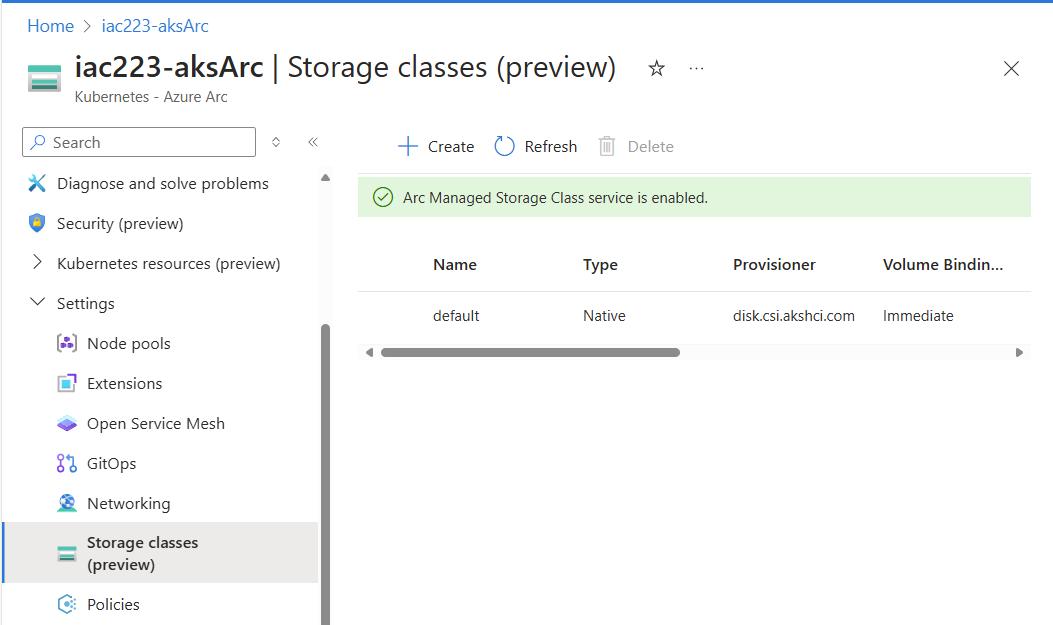 Home > iac223-aksArc
iac223-aksArc | Storage classes (preview) ...
Kubernetes - Azure Arc
Search
Diagnose and solve problems
Security (preview)
Kubernetes resources (preview)
Settings
Node pools
Extensions
Open Service Mesh
GitOps
Networking
Storage classes
(preview)
Policies
Create Refresh Delete
Arc Managed Storage Class service is enabled.
Name Type Provisioner Volume Bindin...
default Native disk.csi.akshci.com Immediate